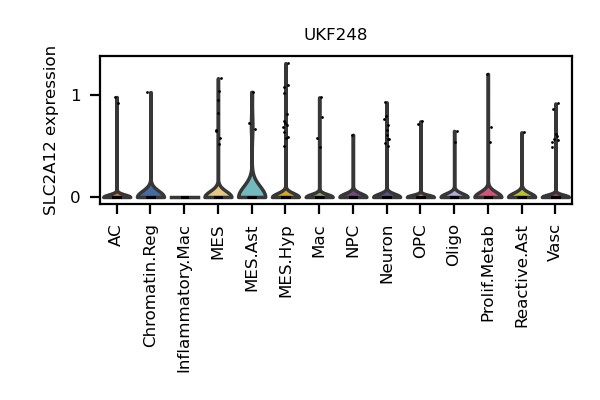 UKF248
SLC2A12 expression
1
0
AC
Chromatin.Reg
Inflammatory.Mac
MES
MES.Ast
MES.Hyp
Mac
NPC
Neuron
OPC
Oligo
Prolif.Metab
Reactive.Ast
Vasc